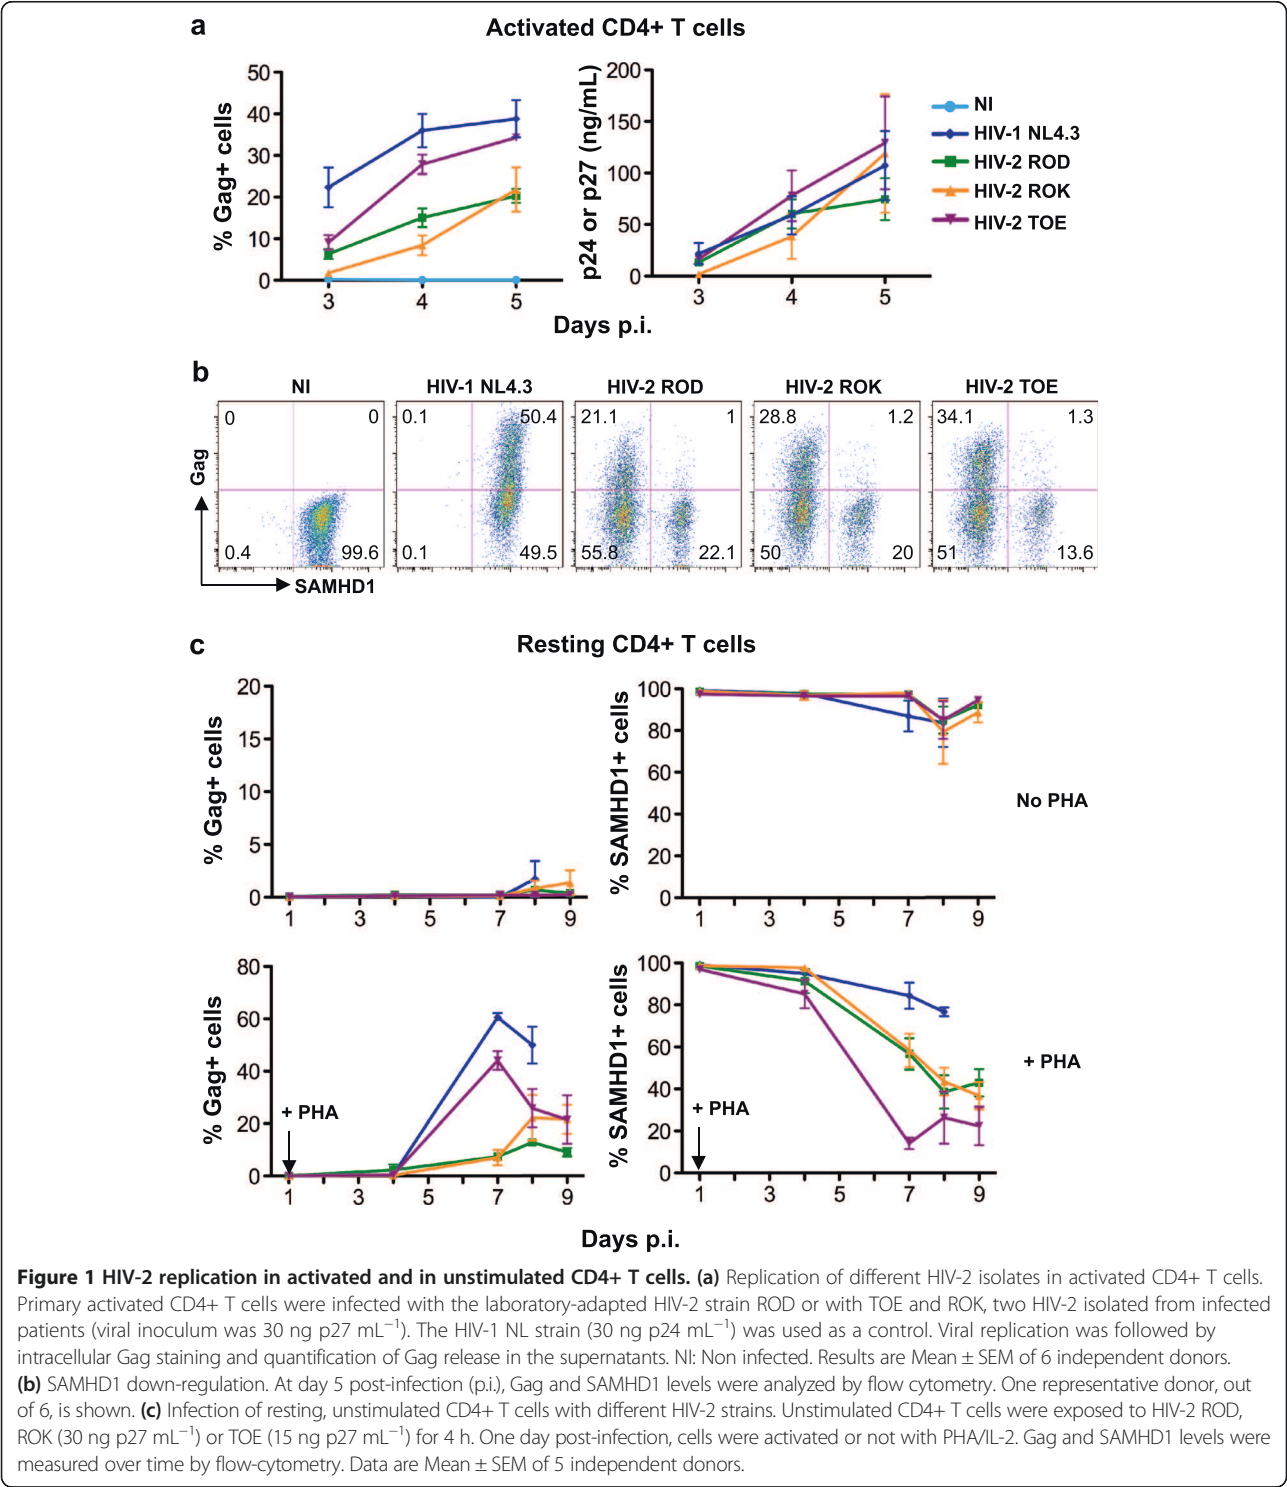 a
Activated CD4+ T cells
% Gag+ cells
50
40
30
20
10
0
3
4
5
p24 or p27 (ng/mL)
200
150
100
50
0
3
4
5
NI
HIV-1 NL4.3
HIV-2 ROD
HIV-2 ROK
HIV-2 TOE
Days p.i.
b
NI
HIV-1 NL4.3
HIV-2 ROD
HIV-2 ROK
HIV-2 TOE
Gag
0
0
0.4
99.6
0.1
50.4
0.1
49.5
21.1
1
55.8
22.1
28.8
1.2
50
20
34.1
1.3
51
13.6
SAMHD1
c
Resting CD4+ T cells
% Gag+ cells
20
15
10
5
0
1
3
5
7
9
% SAMHD1+ cells
100
80
60
40
20
0
1
3
5
7
9
No PHA
% Gag+ cells
80
60
40
20
0
+ PHA
1
3
5
7
9
% SAMHD1+ cells
100
80
60
40
20
0
+ PHA
1
3
5
7
9
+ PHA
Days p.i.
Figure 1 HIV-2 replication in activated and in unstimulated CD4+ T cells. (a) Replication of different HIV-2 isolates in activated CD4+ T cells.
Primary activated CD4+ T cells were infected with the laboratory-adapted HIV-2 strain ROD or with TOE and ROK, two HIV-2 isolated from infected
patients (viral inoculum was 30 ng p27 mL⁻¹). The HIV-1 NL strain (30 ng p24 mL⁻¹) was used as a control. Viral replication was followed by
intracellular Gag staining and quantification of Gag release in the supernatants. NI: Non infected. Results are Mean ± SEM of 6 independent donors.
(b) SAMHD1 down-regulation. At day 5 post-infection (p.i.), Gag and SAMHD1 levels were analyzed by flow cytometry. One representative donor, out
of 6, is shown. (c) Infection of resting, unstimulated CD4+ T cells with different HIV-2 strains. Unstimulated CD4+ T cells were exposed to HIV-2 ROD,
ROK (30 ng p27 mL⁻¹) or TOE (15 ng p27 mL⁻¹) for 4 h. One day post-infection, cells were activated or not with PHA/IL-2. Gag and SAMHD1 levels were
measured over time by flow-cytometry. Data are Mean ± SEM of 5 independent donors.